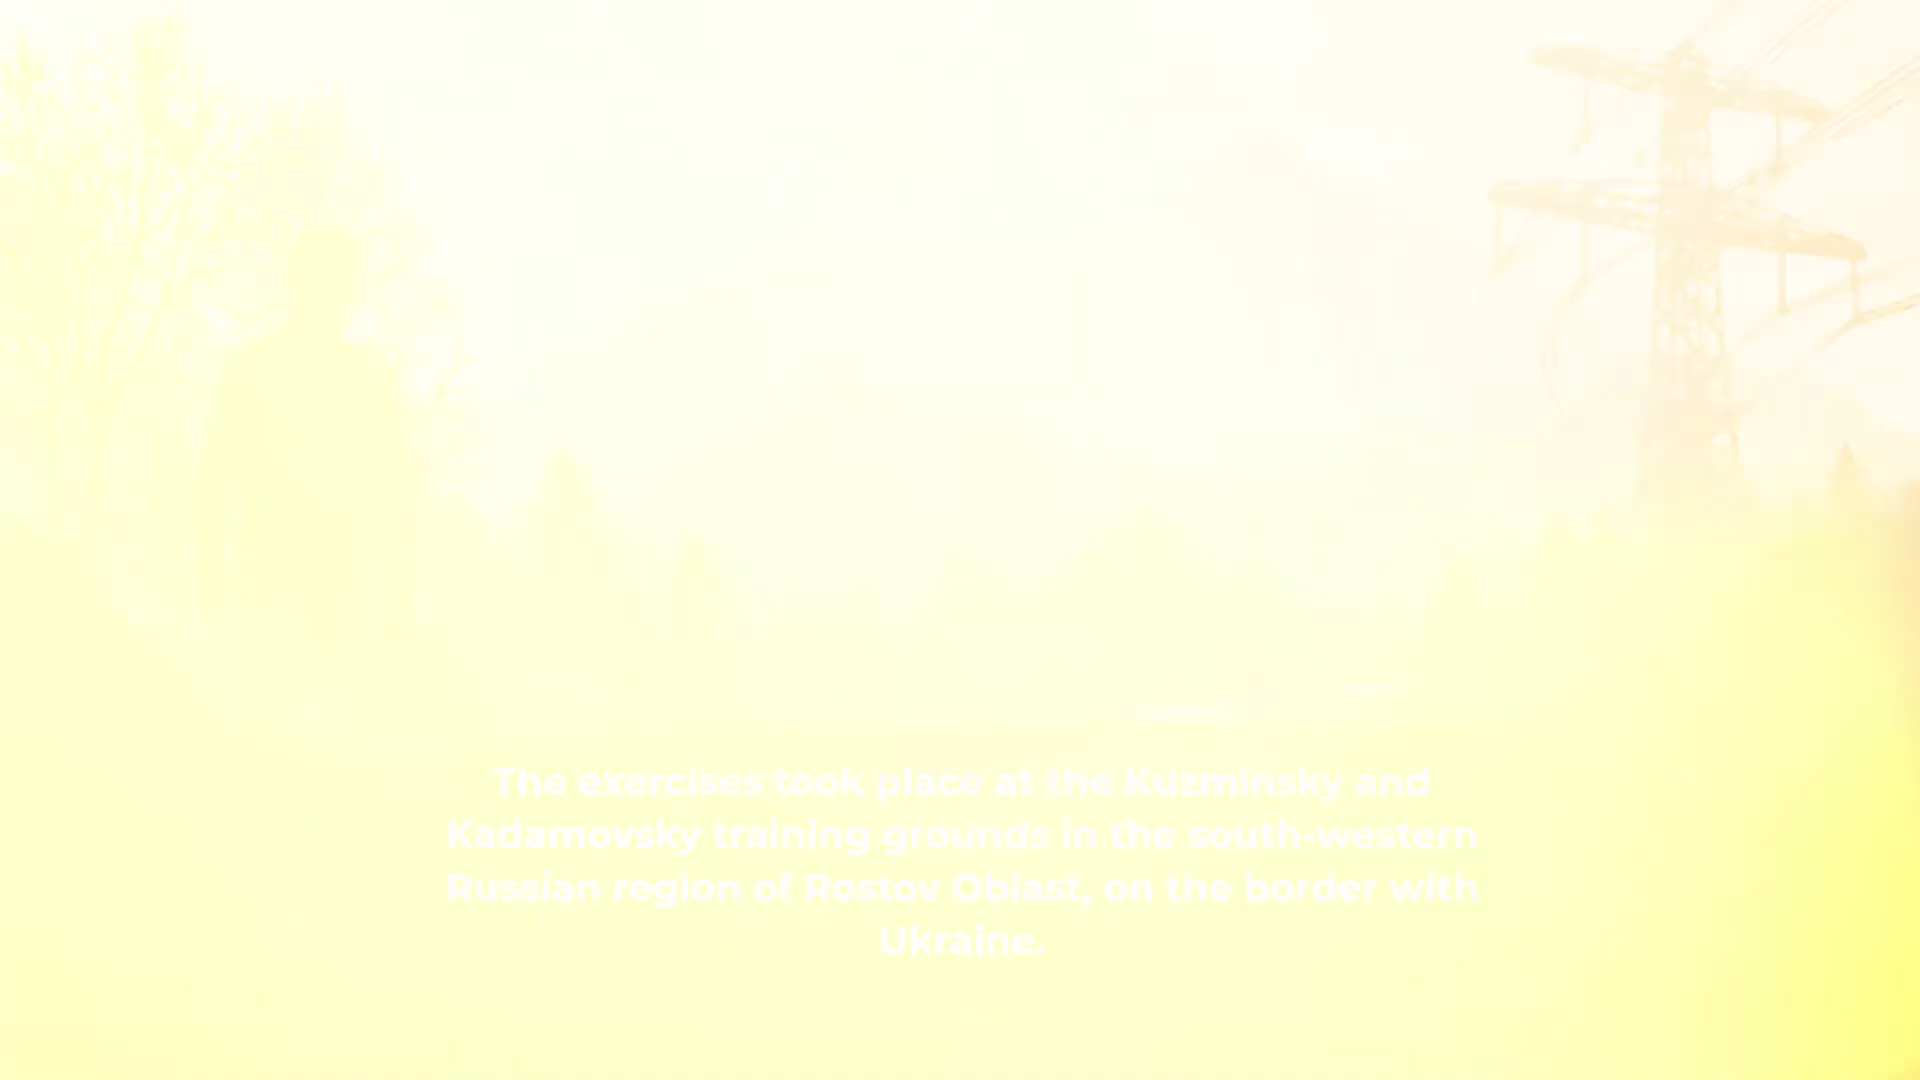 The exercises took place at the Kuzminsky and
Kadamovsky training grounds in the south-western
Russian region of Rostov Oblast, on the border with
Ukraine.